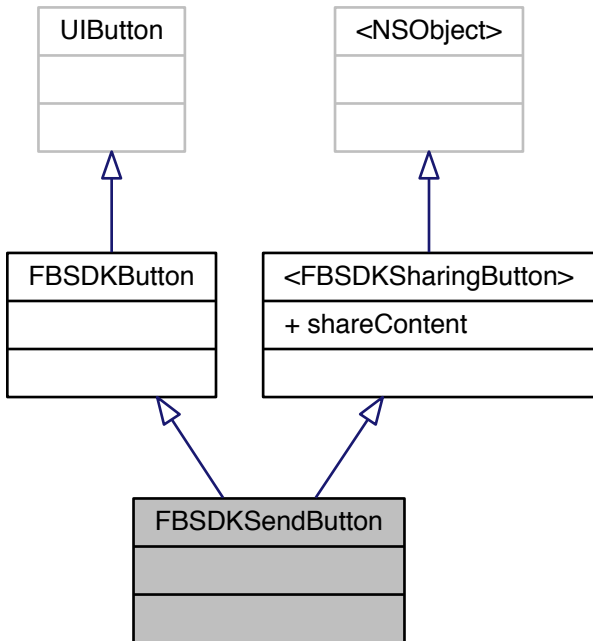 UIButton
<NSObject>
FBSDKButton
<FBSDKSharingButton>
+ shareContent
FBSDKSendButton